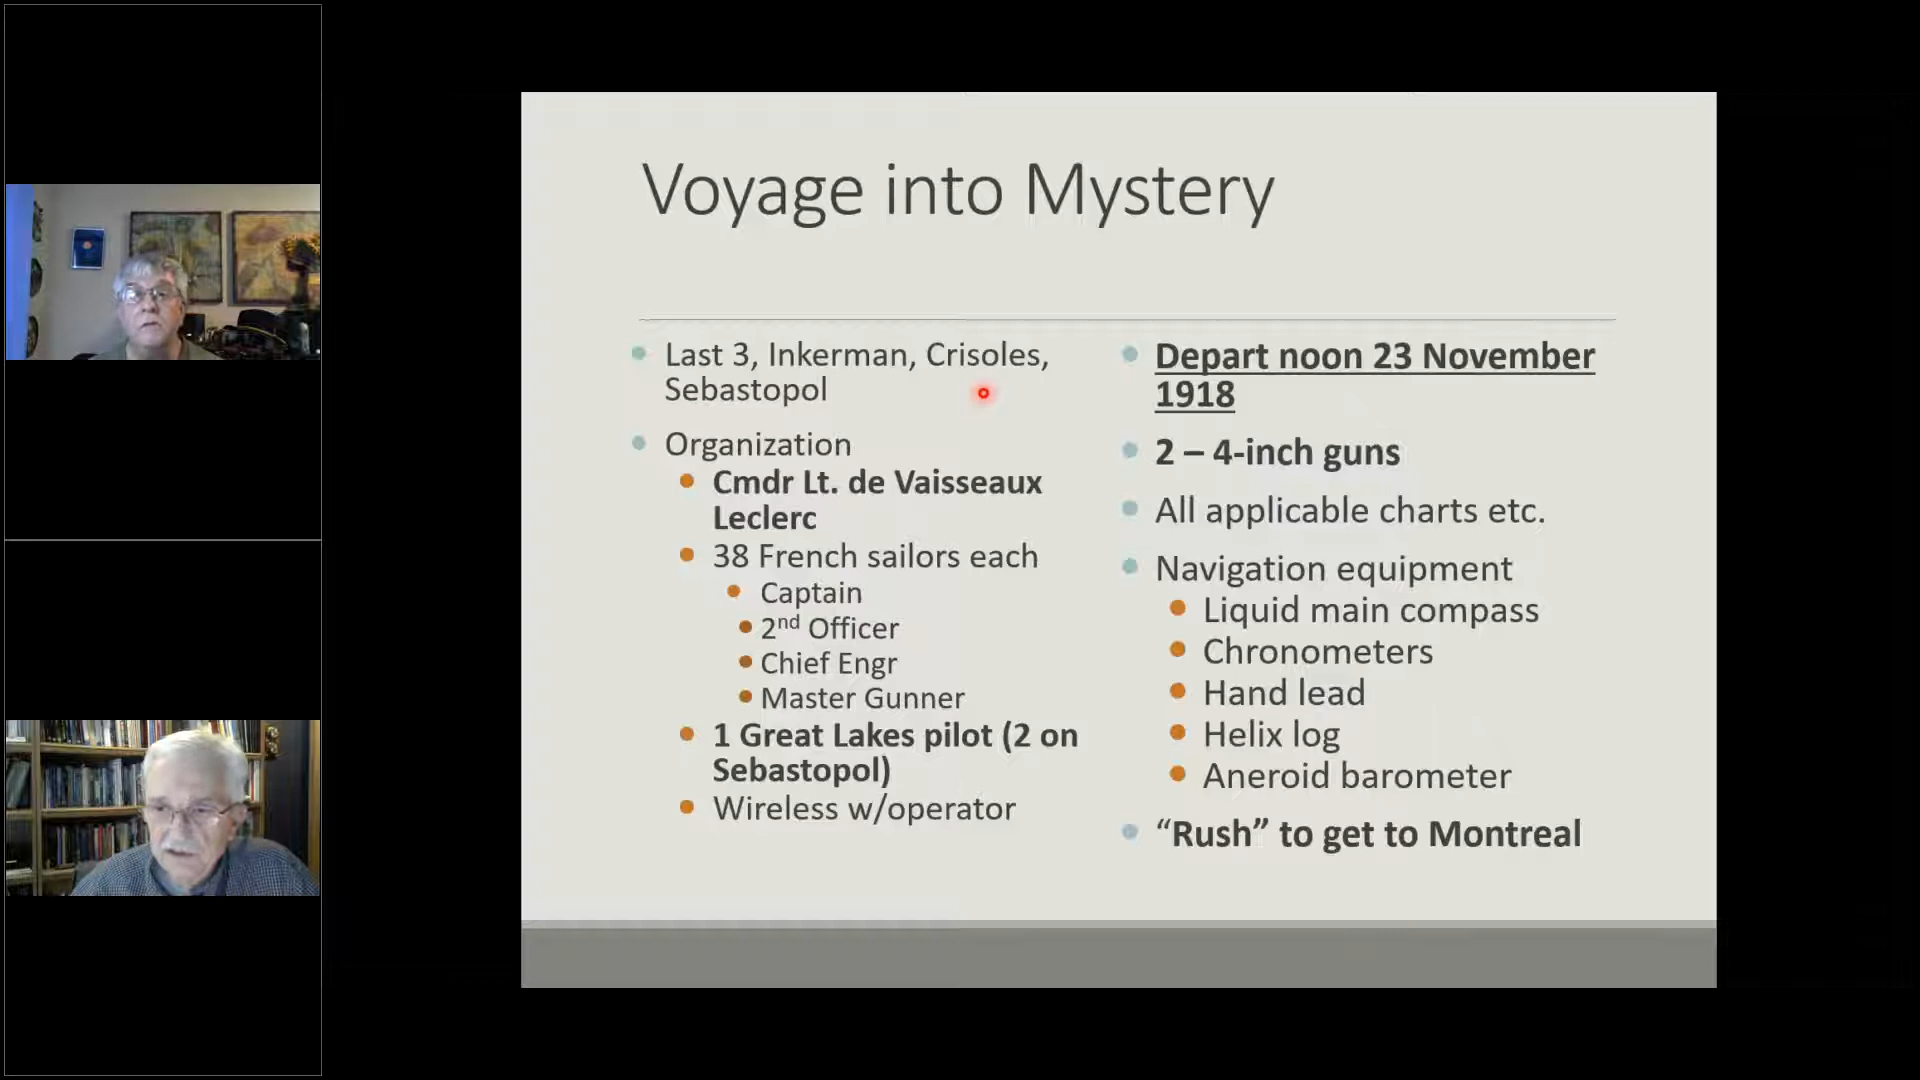 Voyage into Mystery
Last 3, Inkerman, Crisoles,
Sebastopol
Organization
Cmdr Lt. de Vaisseaux
Leclerc
38 French sailors each
Captain
2nd Officer
Chief Engr
Master Gunner
1 Great Lakes pilot (2 on
Sebastopol)
Wireless w/operator
Depart noon 23 November
1918
2 – 4-inch guns
All applicable charts etc.
Navigation equipment
Liquid main compass
Chronometers
Hand lead
Helix log
Aneroid barometer
“Rush” to get to Montreal